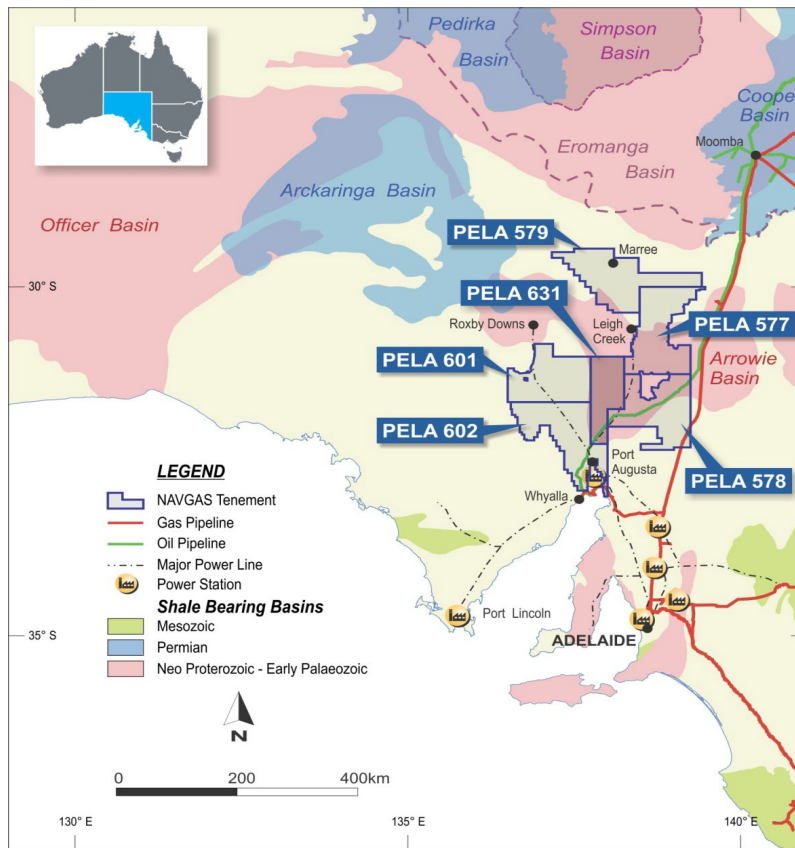 Pedirka
Basin
Simpson
Basin
Coope
Basin
Moomba
Eromanga
Basin
Arckaringa Basin
Officer Basin
PELA 579
Marree
30° S
PELA 631
Roxby Downs
Leigh
Creek
PELA 577
PELA 601
Arrowie
Basin
PELA 602
Port
Augusta
PELA 578
Whyalla
LEGEND
NAVGAS Tenement
Gas Pipeline
Oil Pipeline
Major Power Line
Power Station
Shale Bearing Basins
Mesozoic
Permian
Neo Proterozoic - Early Palaeozoic
Port Lincoln
35° S
ADELAIDE
N
0
200
400km
130° E
135° E
140° E